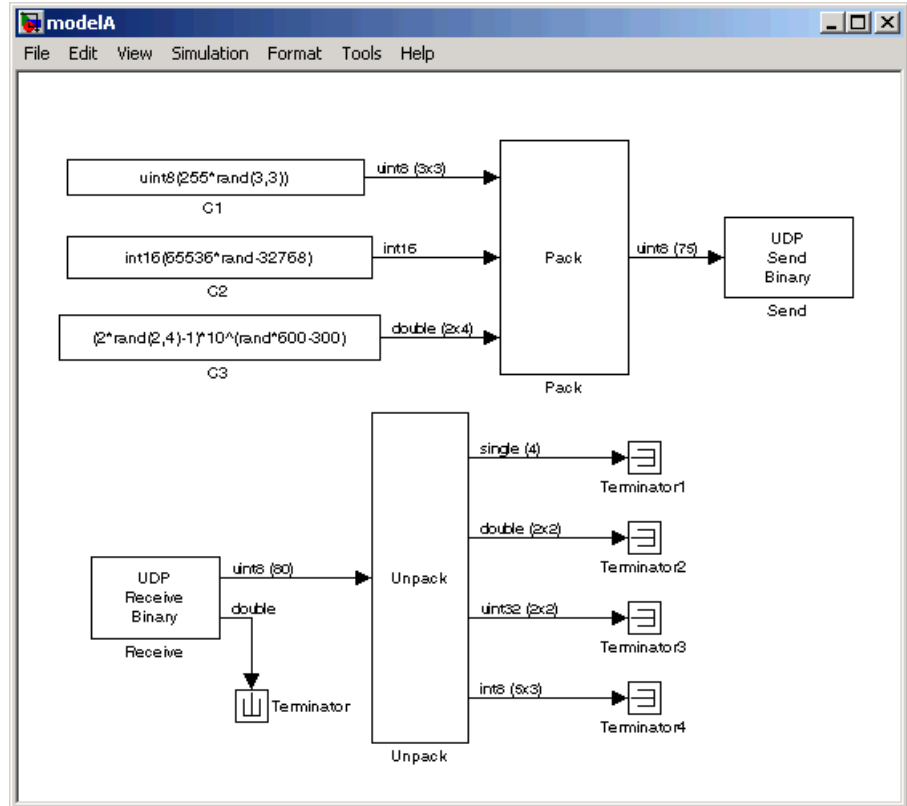 modelA
File Edit View Simulation Format Tools Help
uint8(255*rand(3,3))
C1
uint8 (3x3)
int16(65536*rand-32768)
C2
int16
(2*rand(2,4)-1)*10^(rand*600-300)
C3
double (2x4)
Pack
Pack
uint8 (75)
UDP
Send
Binary
Send
UDP
Receive
Binary
Receive
uint8 (80)
double
Terminator
Unpack
Unpack
single (4)
Terminator1
double (2x2)
Terminator2
uint32 (2x2)
Terminator3
int8 (5x3)
Terminator4